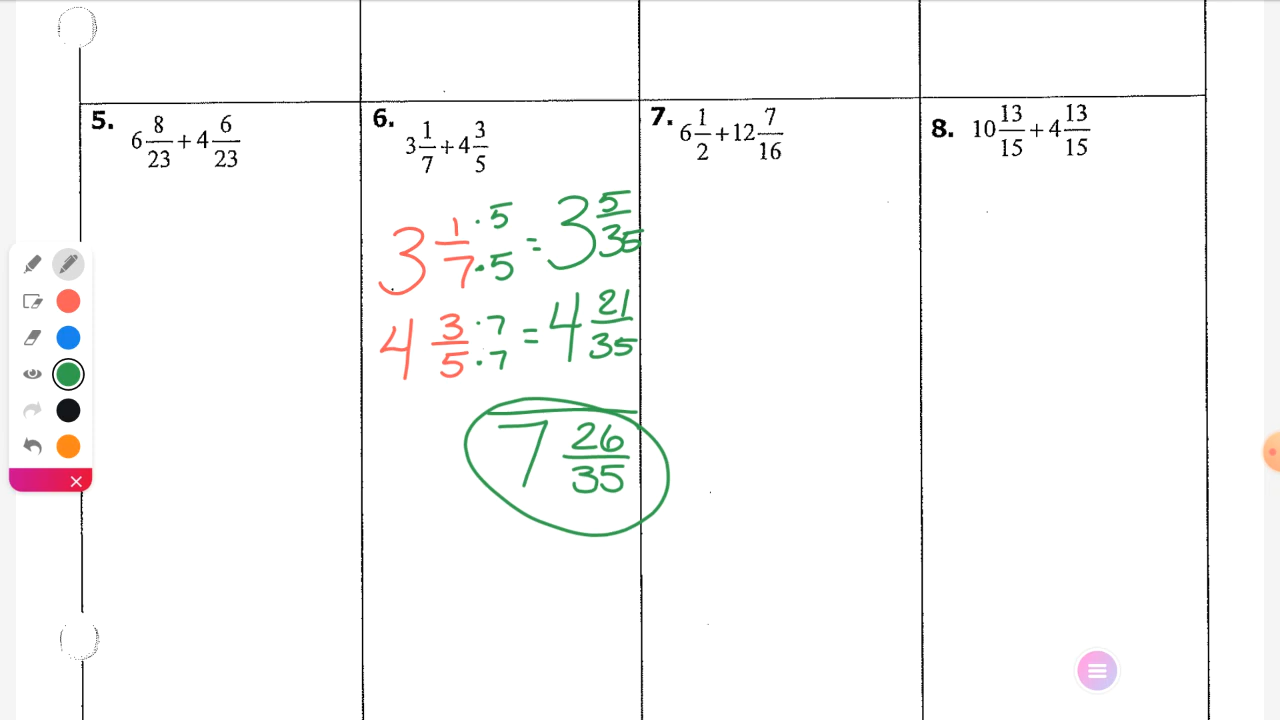 5. 6 8/23 + 4 6/23
6. 3 1/7 + 4 3/5
7. 6 1/2 + 12 7/16
8. 10 13/15 + 4 13/15
3 1/7 ·5/·5 = 3 5/35
4 3/5 ·7/·7 = 4 21/35
7 26/35